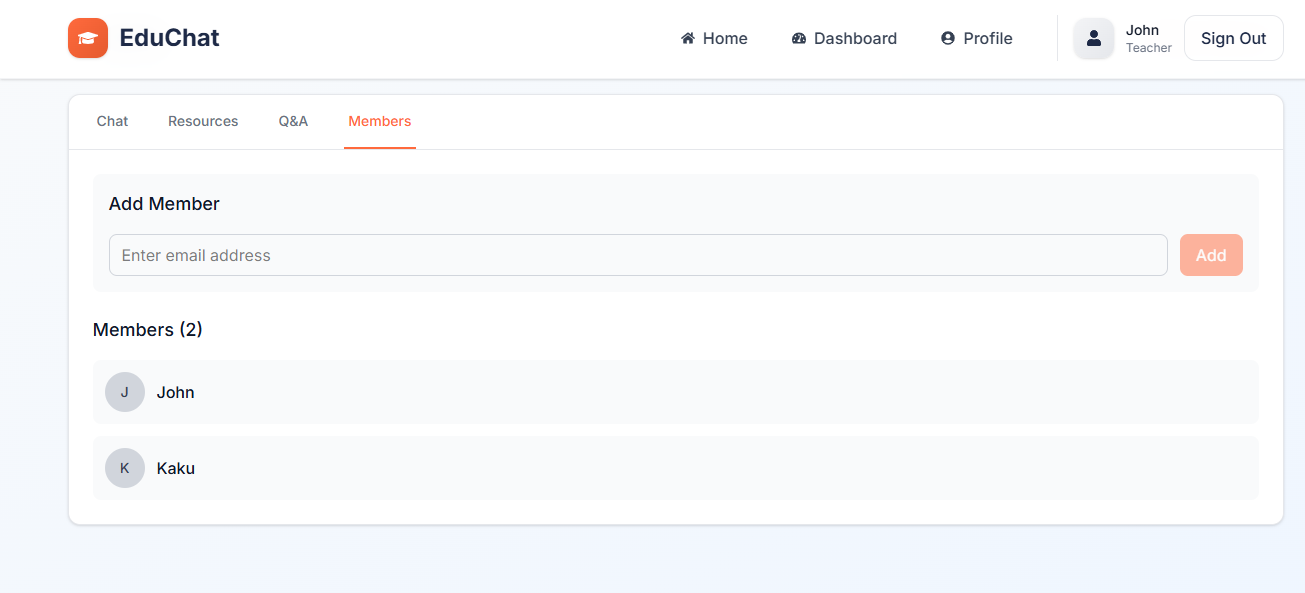 EduChat
Home
Dashboard
Profile
John
Teacher
Sign Out
Chat
Resources
Q&A
Members
Add Member
Enter email address
Add
Members (2)
J
John
K
Kaku